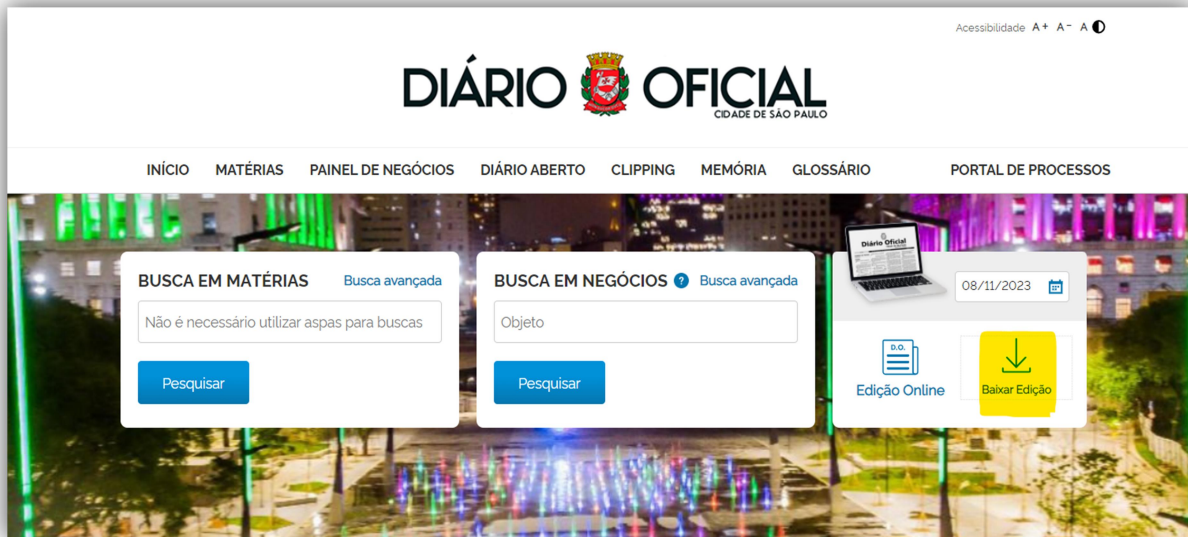 Acessibilidade A+ A- A
DIÁRIO OFICIAL
CIDADE DE SÃO PAULO
INÍCIO MATÉRIAS PAINEL DE NEGÓCIOS DIÁRIO ABERTO CLIPPING MEMÓRIA GLOSSÁRIO PORTAL DE PROCESSOS
BUSCA EM MATÉRIAS Busca avançada
Não é necessário utilizar aspas para buscas
Pesquisar
BUSCA EM NEGÓCIOS ? Busca avançada
Objeto
Pesquisar
Diário Oficial
08/11/2023
D.O.
Edição Online
Baixar Edição